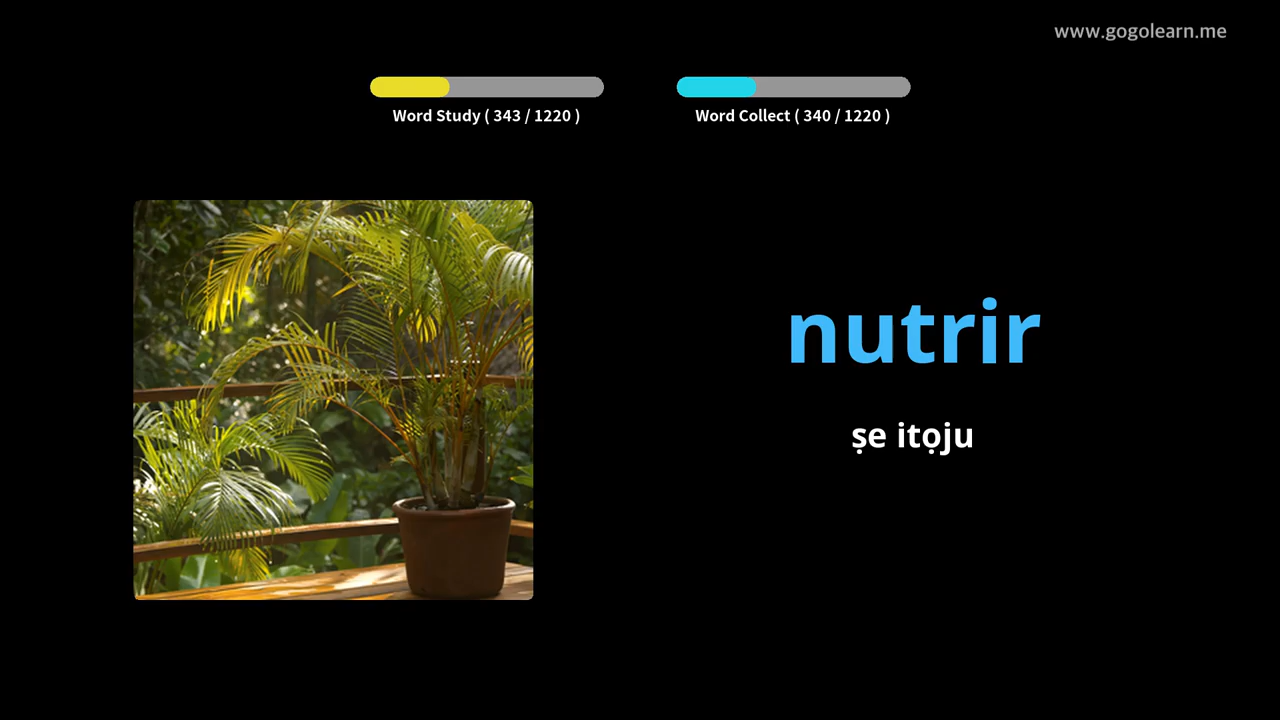 www.gogolearn.me
Word Study ( 343 / 1220 )
Word Collect ( 340 / 1220 )
nutrir
ṣe itọju